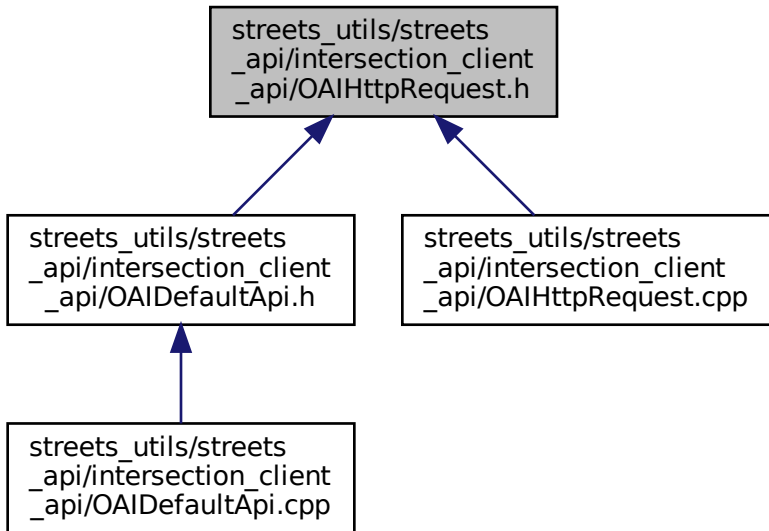 streets_utils/streets
_api/intersection_client
_api/OAIHttpRequest.h
streets_utils/streets
_api/intersection_client
_api/OAIDefaultApi.h
streets_utils/streets
_api/intersection_client
_api/OAIHttpRequest.cpp
streets_utils/streets
_api/intersection_client
_api/OAIDefaultApi.cpp